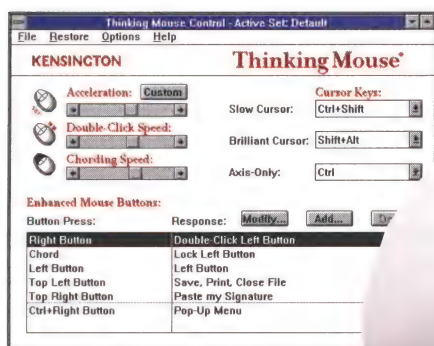 Thinking Mouse Control - Active Set: Default
File Restore Options Help
KENSINGTON Thinking Mouse
Acceleration: Custom
Double-Click Speed:
Chording Speed:
Cursor Keys:
Slow Cursor: Ctrl+Shift
Brilliant Cursor: Shift+Alt
Axis-Only: Ctrl
Enhanced Mouse Buttons:
Button Press: Response: Modify... Add...
Right Button Double-Click Left Button
Chord Lock Left Button
Left Button Left Button
Top Left Button Save, Print, Close File
Top Right Button Paste my Signature
Ctrl+Right Button Pop-Up Menu